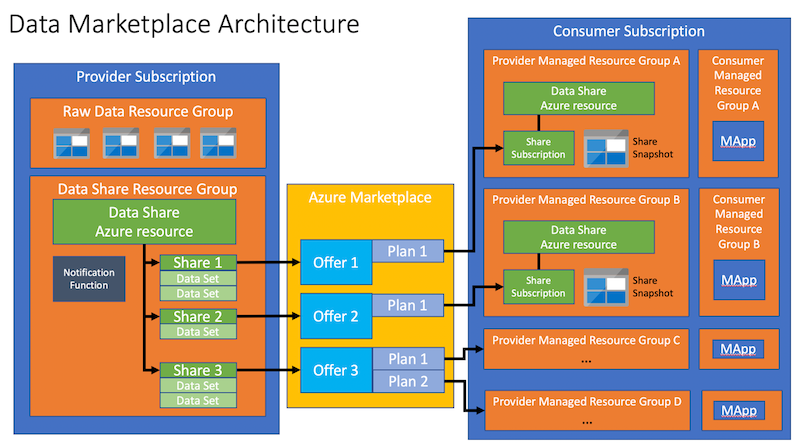 Data Marketplace Architecture
Provider Subscription
Raw Data Resource Group
Data Share Resource Group
Data Share
Azure resource
Notification
Function
Share 1
Data Set
Data Set
Share 2
Data Set
Share 3
Data Set
Data Set
Azure Marketplace
Offer 1
Plan 1
Offer 2
Plan 1
Offer 3
Plan 1
Plan 2
Consumer Subscription
Provider Managed Resource Group A
Data Share
Azure resource
Share
Subscription
Share
Snapshot
Consumer
Managed
Resource
Group A
MApp
Provider Managed Resource Group B
Data Share
Azure resource
Share
Subscription
Share
Snapshot
Consumer
Managed
Resource
Group B
MApp
Provider Managed Resource Group C
...
MApp
Provider Managed Resource Group D
...
MApp